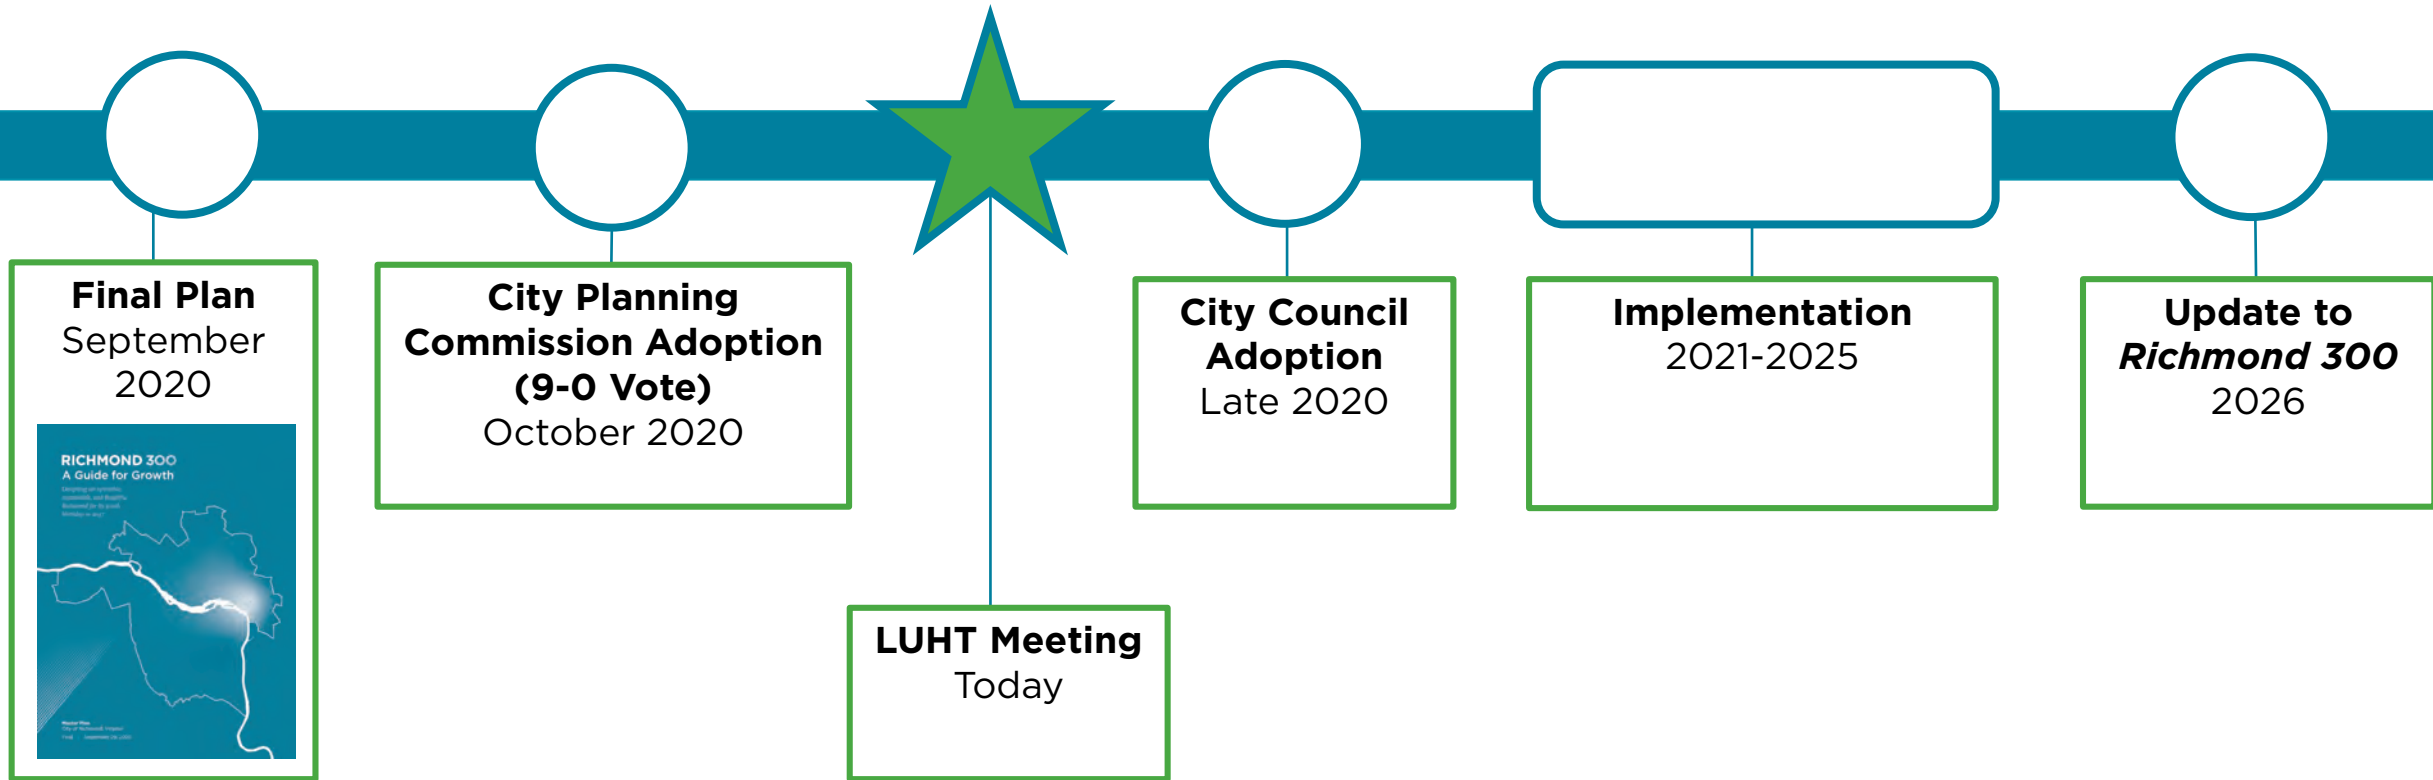 Final Plan
September
2020
RICHMOND 300
A Guide for Growth
City Planning
Commission Adoption
(9-0 Vote)
October 2020
LUHT Meeting
Today
City Council
Adoption
Late 2020
Implementation
2021-2025
Update to
Richmond 300
2026